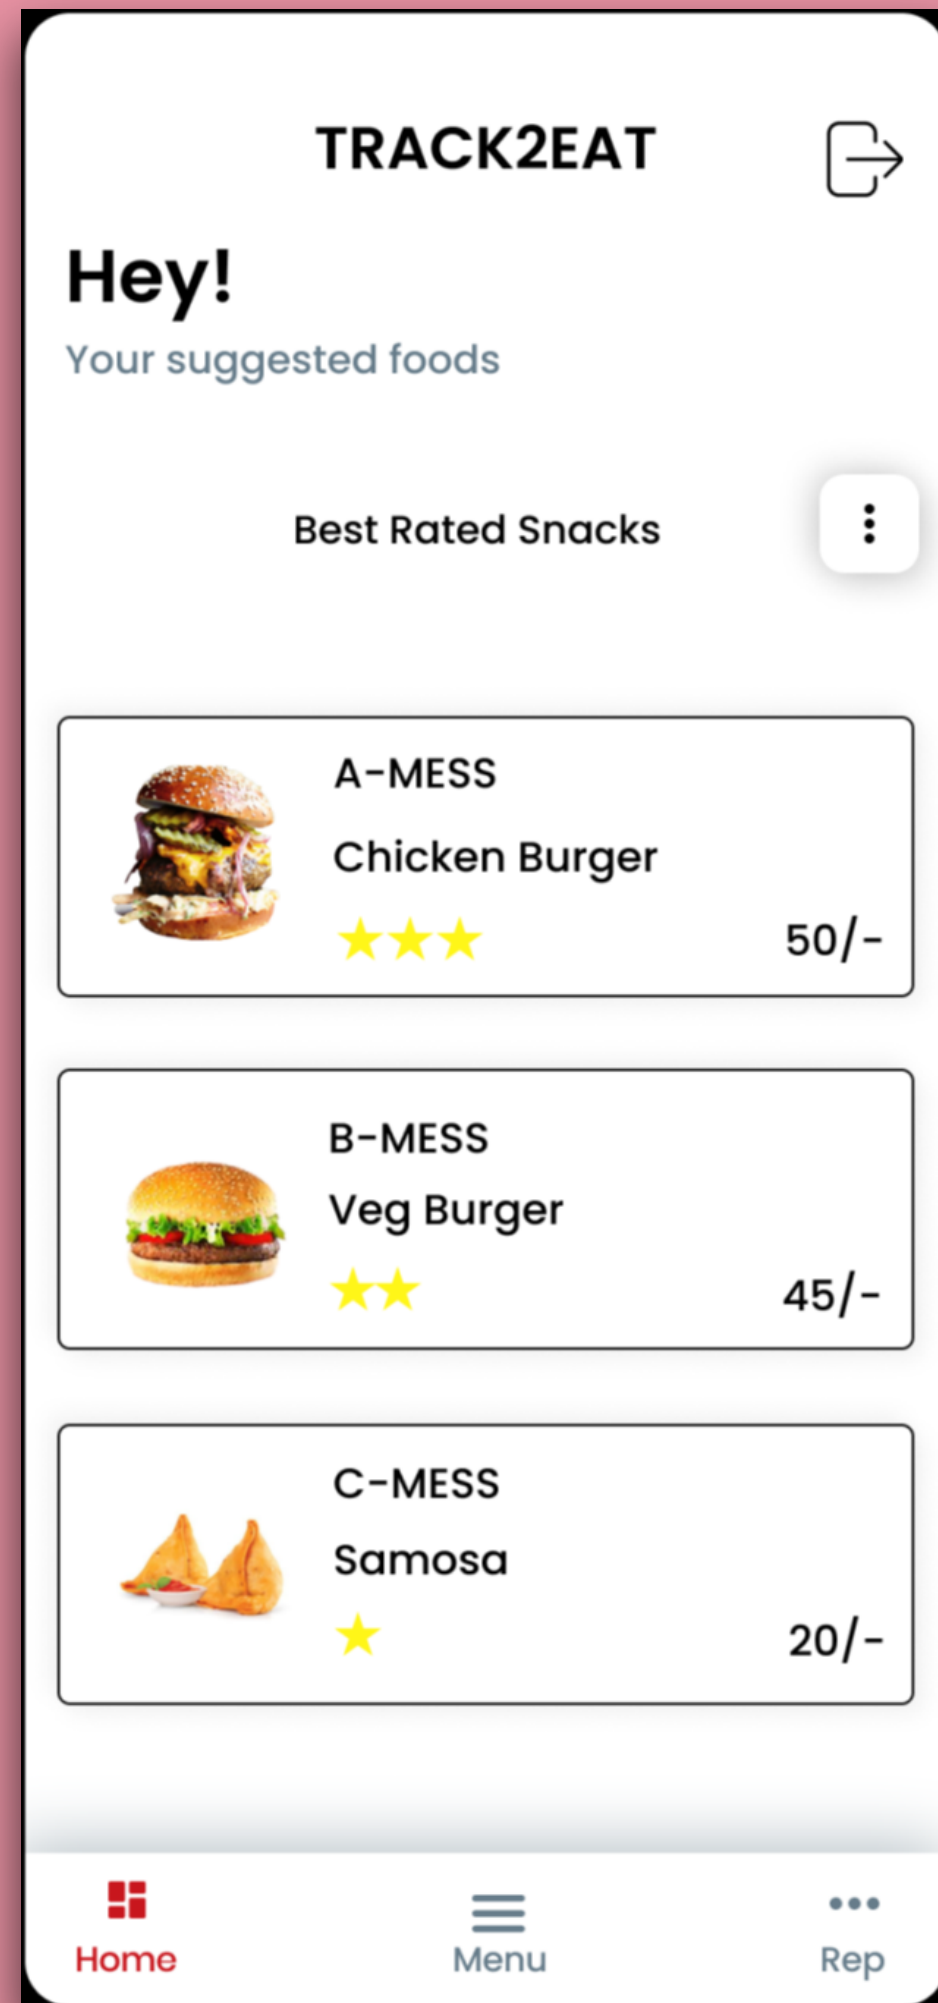 TRACK2EAT
Hey!
Your suggested foods
Best Rated Snacks
A-MESS
Chicken Burger
50/-
B-MESS
Veg Burger
45/-
C-MESS
Samosa
20/-
Home
Menu
Rep